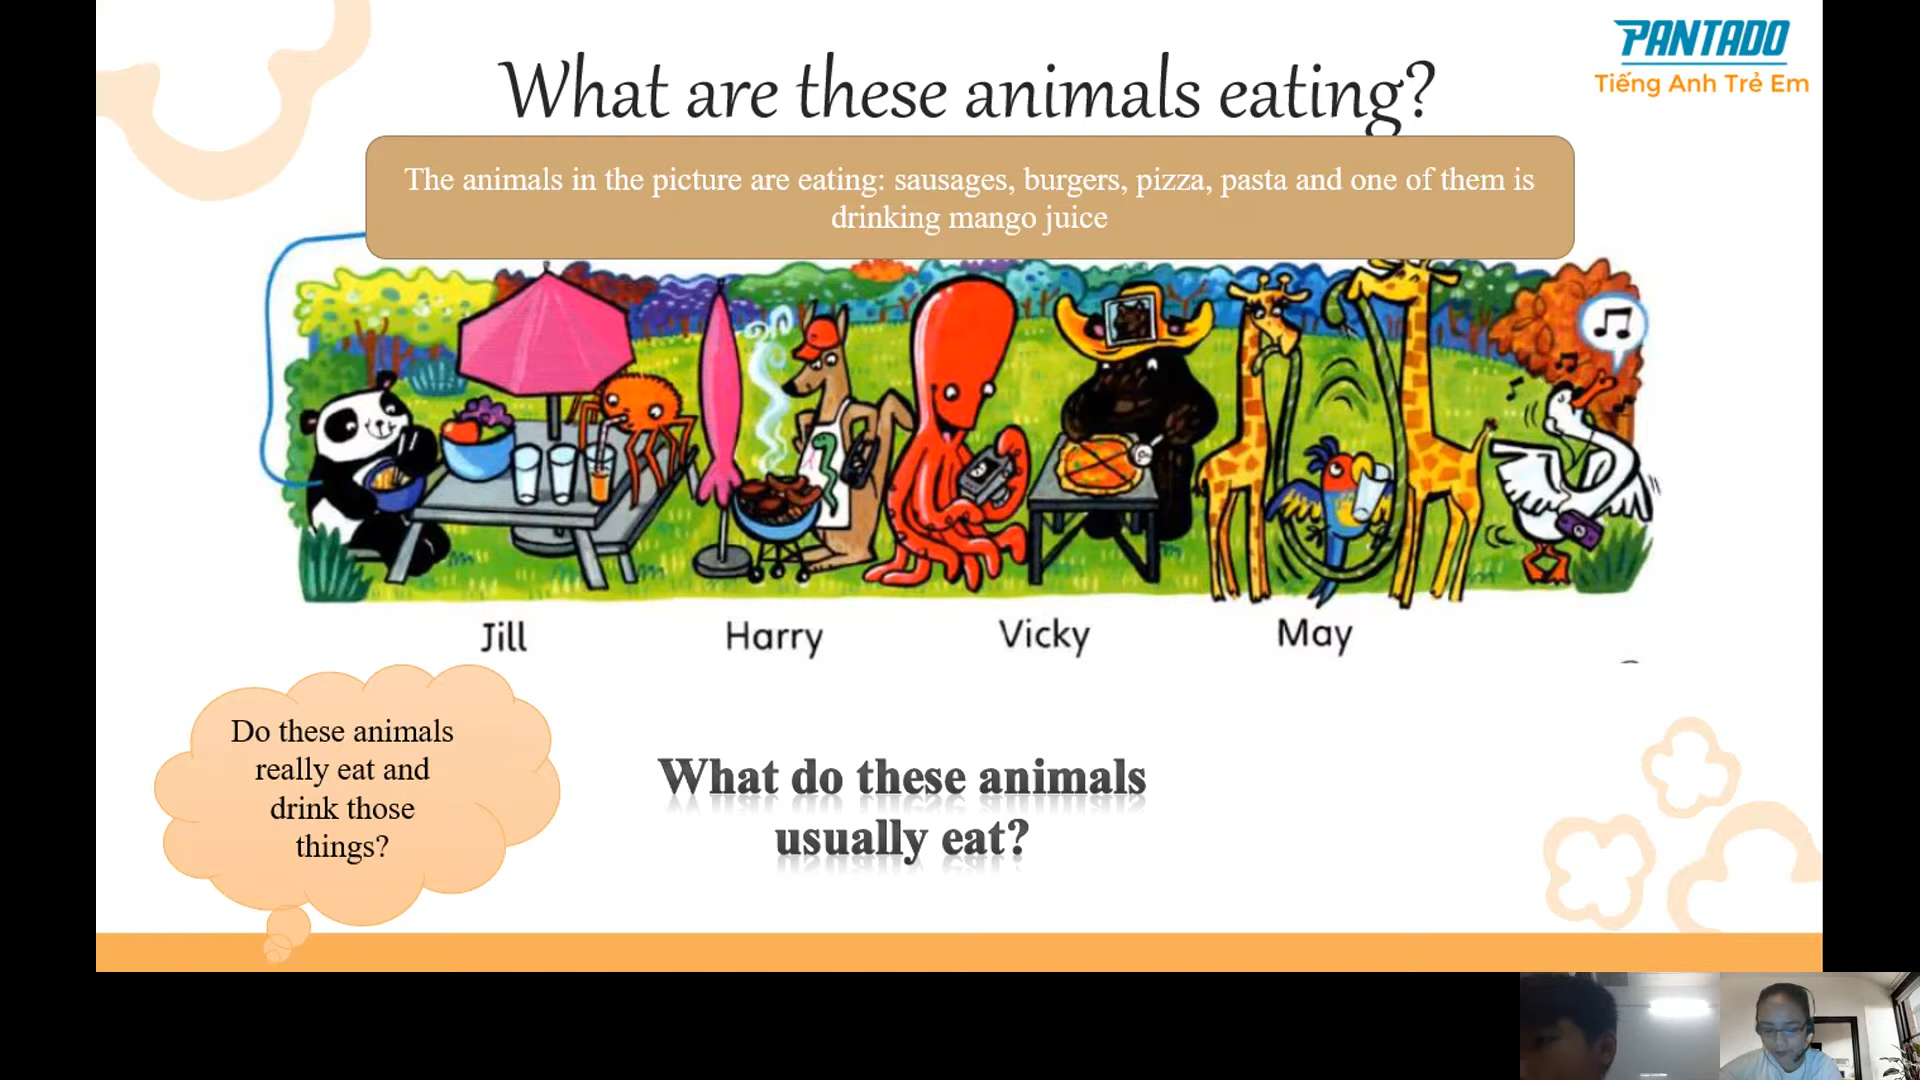 PANTADO
Tiếng Anh Trẻ Em
What are these animals eating?
The animals in the picture are eating: sausages, burgers, pizza, pasta and one of them is
drinking mango juice
Jill
Harry
Vicky
May
Do these animals
really eat and
drink those
things?
What do these animals
usually eat?